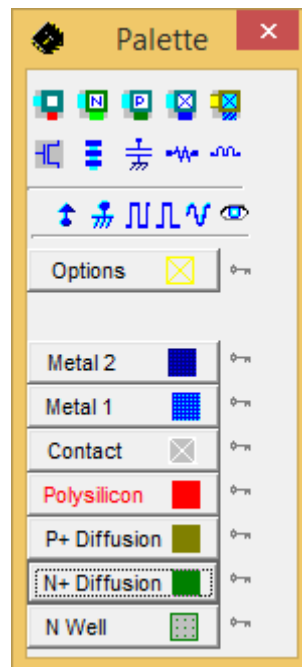 Palette
N P
Options
Metal 2
Metal 1
Contact
Polysilicon
P+ Diffusion
N+ Diffusion
N Well